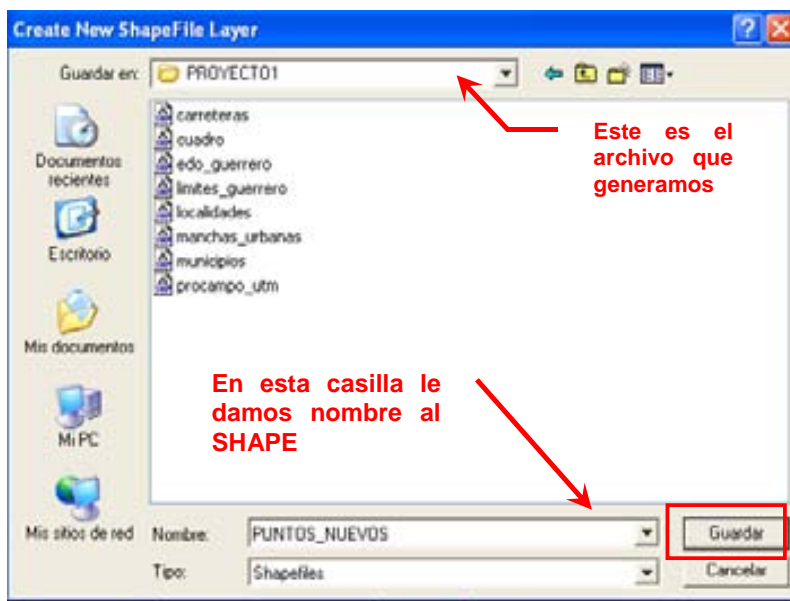 Create New ShapeFile Layer
Guardar en:
PROYECTO1
carreteras
cuadro
edo_guerrero
limites_guerrero
localidades
manchas_urbanas
municipios
procampo_utm
Documentos
recientes
Escritorio
Mis documentos
Mi PC
Mis sitios de red
Este es el
archivo que
generamos
En esta casilla le
damos nombre al
SHAPE
Nombre:
PUNTOS_NUEVOS
Guardar
Tipo:
Shapefiles
Cancelar